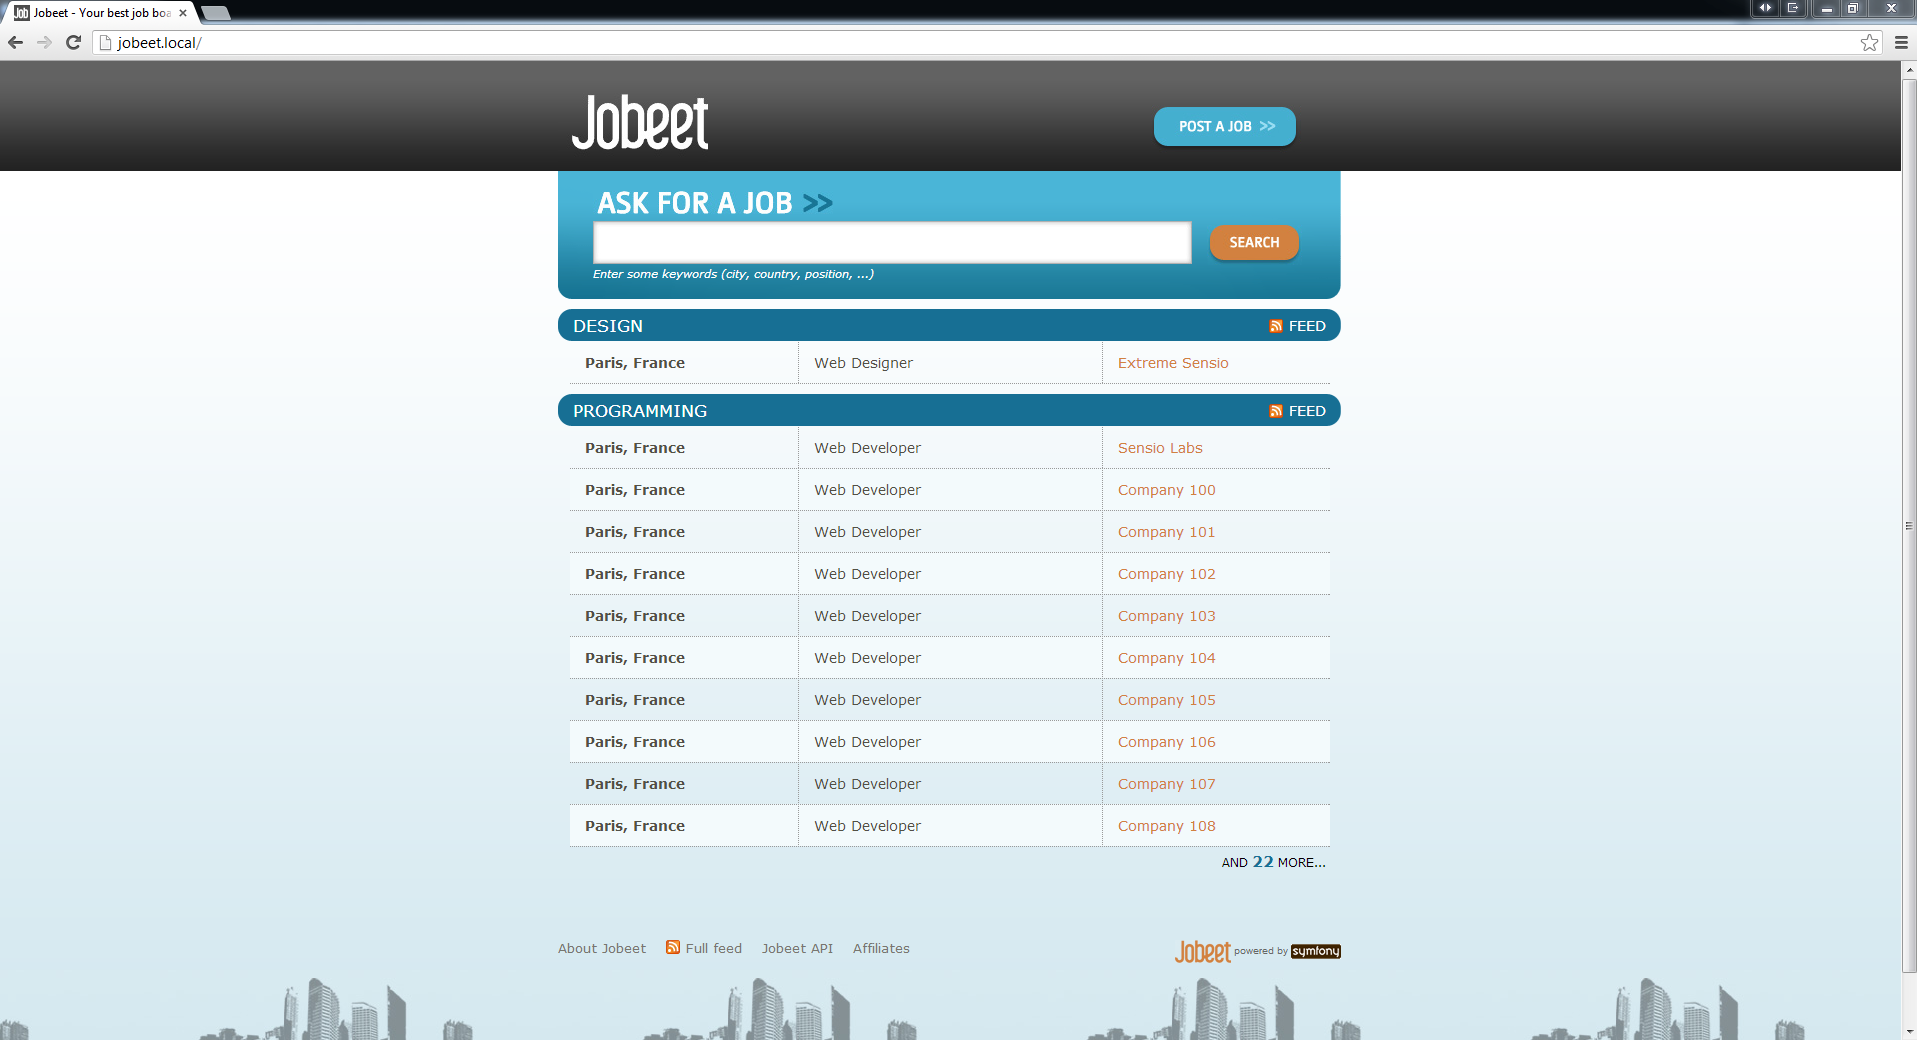 Job Jobeet - Your best job boa
jobeet.local/
Jobeet
POST A JOB >>
ASK FOR A JOB >>
SEARCH
Enter some keywords (city, country, position, ...)
DESIGN FEED
Paris, France Web Designer Extreme Sensio
PROGRAMMING FEED
Paris, France Web Developer Sensio Labs
Paris, France Web Developer Company 100
Paris, France Web Developer Company 101
Paris, France Web Developer Company 102
Paris, France Web Developer Company 103
Paris, France Web Developer Company 104
Paris, France Web Developer Company 105
Paris, France Web Developer Company 106
Paris, France Web Developer Company 107
Paris, France Web Developer Company 108
AND 22 MORE...
About Jobeet Full feed Jobeet API Affiliates Jobeet powered by symfony